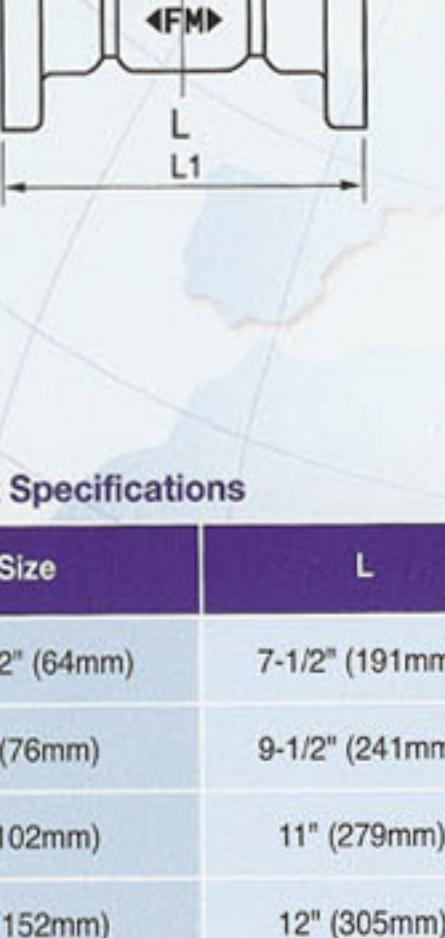 FM
L
L1
Specifications
Size L
2" (64mm) 7-1/2" (191mm
(76mm) 9-1/2" (241mm
102mm) 11" (279mm)
(152mm) 12" (305mm)